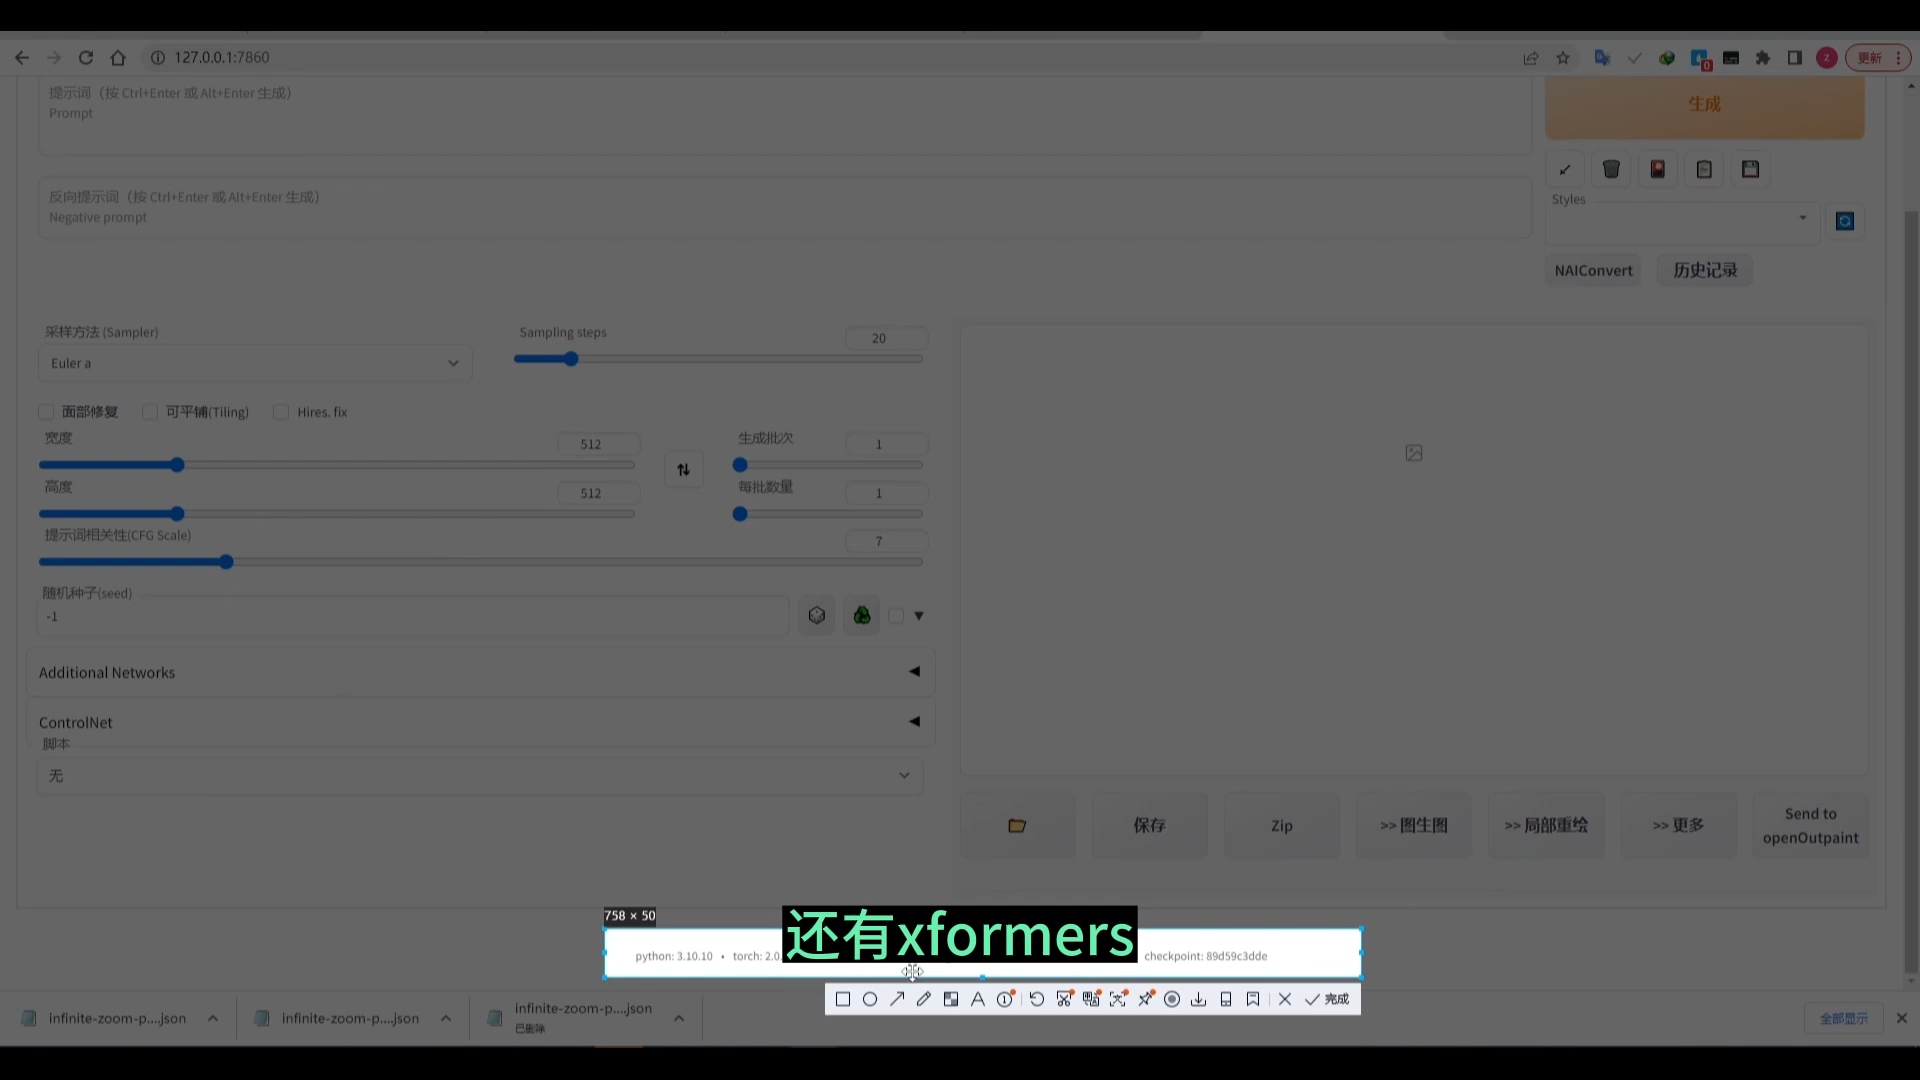 127.0.0.1:7860
0
z
更新
提示词（按 Ctrl+Enter 或 Alt+Enter 生成）
Prompt
生成
反向提示词（按 Ctrl+Enter 或 Alt+Enter 生成）
Negative prompt
Styles
NAIConvert
历史记录
采样方法 (Sampler)
Euler a
Sampling steps
20
面部修复
可平铺(Tiling)
Hires. fix
宽度
512
生成批次
1
高度
512
每批数量
1
提示词相关性(CFG Scale)
7
随机种子(seed)
-1
Additional Networks
ControlNet
脚本
无
保存
Zip
>> 图生图
>> 局部重绘
>> 更多
Send to
openOutpaint
758 × 50
还有xformers
python: 3.10.10 • torch: 2.0.
checkpoint: 89d59c3dde
完成
infinite-zoom-p....json
infinite-zoom-p....json
infinite-zoom-p....json
已删除
全部显示